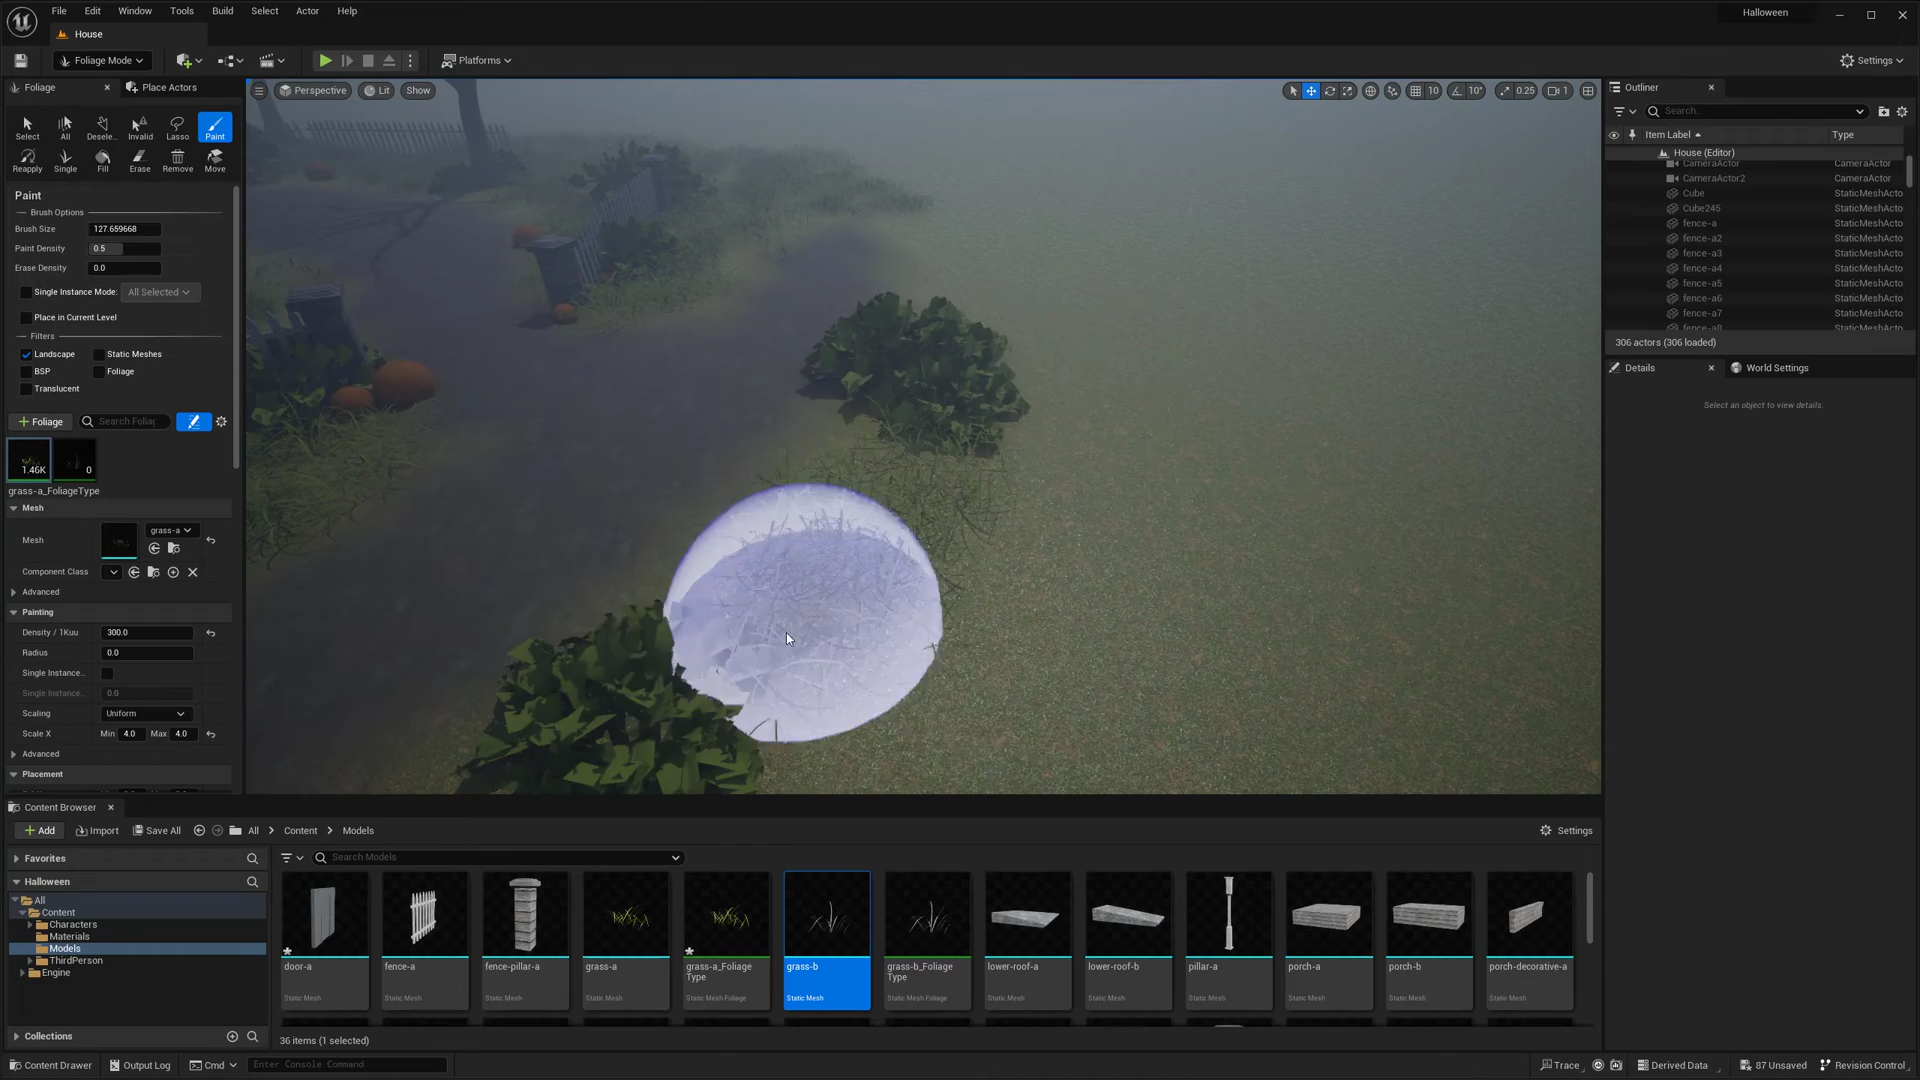 File Edit Window Tools Build Select Actor Help
Halloween
House
Foliage Mode
Platforms
Settings
Foliage
Place Actors
Perspective
Lit
Show
10
10°
0.25
1
Outliner
Select All Desele... Invalid Lasso Paint
Reapply Single Fill Erase Remove Move
Search...
Item Label
Type
House (Editor)
CameraActor CameraActor
CameraActor2 CameraActor
Cube StaticMeshActo
Cube245 StaticMeshActo
fence-a StaticMeshActo
fence-a2 StaticMeshActo
fence-a3 StaticMeshActo
fence-a4 StaticMeshActo
fence-a5 StaticMeshActo
fence-a6 StaticMeshActo
fence-a7 StaticMeshActo
fence-a8 StaticMeshActo
306 actors (306 loaded)
Details
World Settings
Select an object to view details.
Paint
Brush Options
Brush Size 127.659668
Paint Density 0.5
Erase Density 0.0
Single Instance Mode: All Selected
Place in Current Level
Filters
Landscape Static Meshes
BSP Foliage
Translucent
+ Foliage Search Foliag
1.46K 0
grass-a_FoliageType
Mesh
Mesh grass-a
Component Class
Advanced
Painting
Density / 1Kuu 300.0
Radius 0.0
Single Instance..
Single Instance.. 0.0
Scaling Uniform
Scale X Min 4.0 Max 4.0
Advanced
Placement
Content Browser
+ Add Import Save All All > Content > Models
Settings
Favorites
Search Models
Halloween
All
Content
Characters
Materials
Models
ThirdPerson
Engine
Collections
door-a
Static Mesh
fence-a
Static Mesh
fence-pillar-a
Static Mesh
grass-a
Static Mesh
grass-a_Foliage
Type
Static Mesh Foliage
grass-b
Static Mesh
grass-b_Foliage
Type
Static Mesh Foliage
lower-roof-a
Static Mesh
lower-roof-b
Static Mesh
pillar-a
Static Mesh
porch-a
Static Mesh
porch-b
Static Mesh
porch-decorative-a
Static Mesh
36 items (1 selected)
Content Drawer
Output Log
Cmd
Enter Console Command
Trace
Derived Data
87 Unsaved
Revision Control